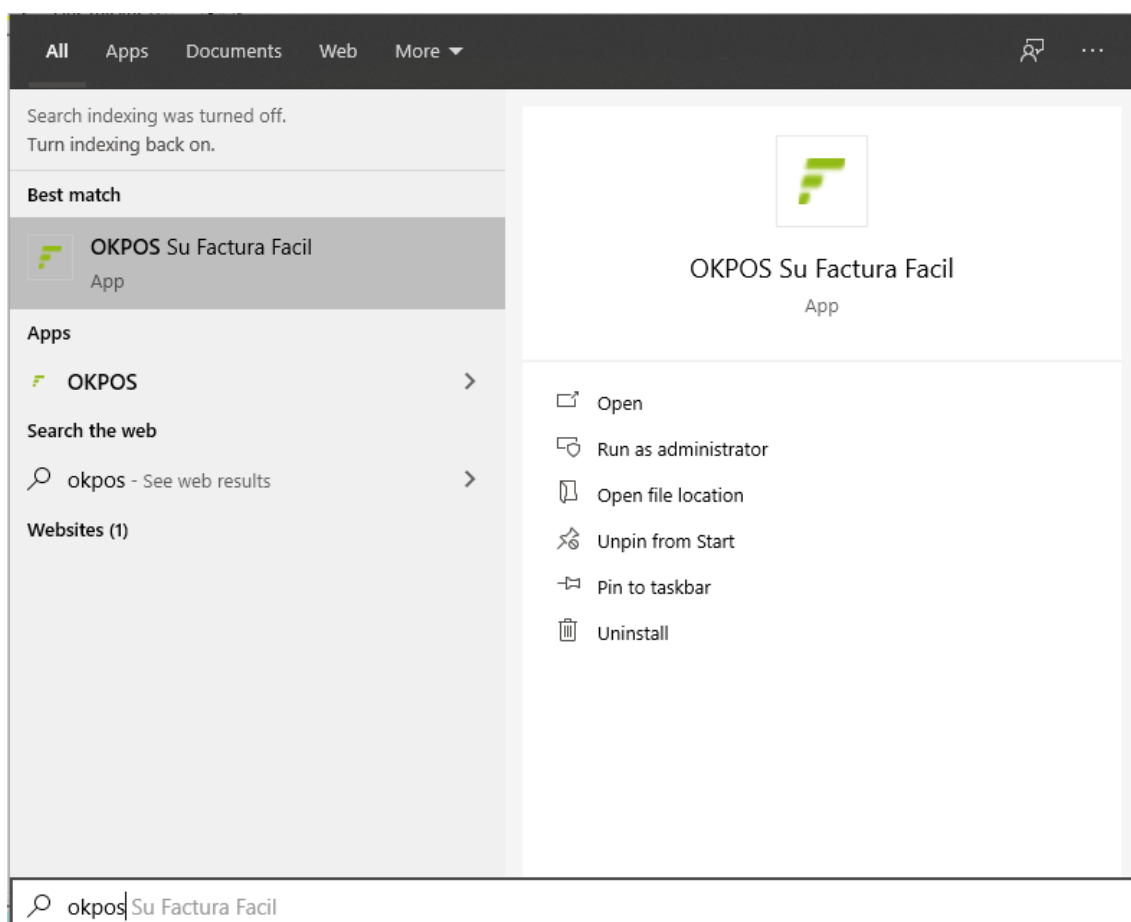 All Apps Documents Web More
Search indexing was turned off.
Turn indexing back on.
Best match
OKPOS Su Factura Facil
App
Apps
OKPOS
Search the web
okpos - See web results
Websites (1)
OKPOS Su Factura Facil
App
Open
Run as administrator
Open file location
Unpin from Start
Pin to taskbar
Uninstall
okpos Su Factura Facil